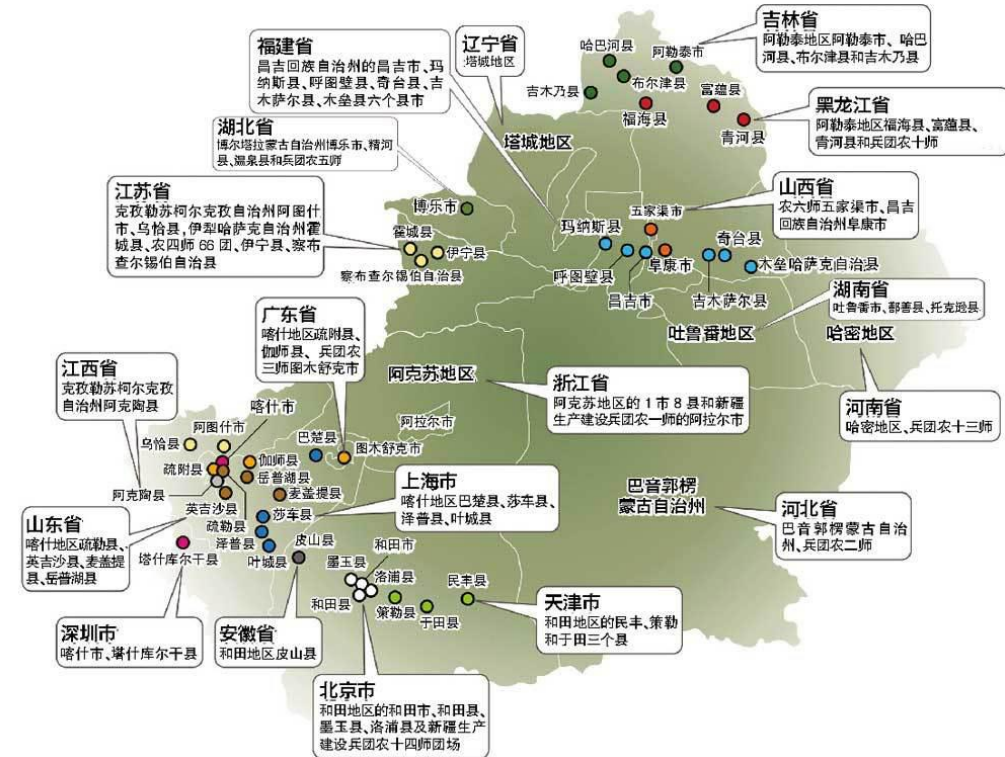 吉林省
阿勒泰地区阿勒泰市、哈巴
河县、布尔津县和吉木乃县
辽宁省
塔城地区
福建省
昌吉回族自治州的昌吉市、玛
纳斯县、呼图壁县、奇台县、吉
木萨尔县、木垒县六个县市
哈巴河县
阿勒泰市
布尔津县
吉木乃县
福海县
富蕴县
青河县
黑龙江省
阿勒泰地区福海县、富蕴县、
青河县和兵团农十师
湖北省
博尔塔拉蒙古自治州博乐市、精河
县、温泉县和兵团农五师
塔城地区
江苏省
克孜勒苏柯尔克孜自治州阿图什
市、乌恰县,伊犁哈萨克自治州霍
城县、农四师66团、伊宁县、察布
查尔锡伯自治县
博乐市
霍城县
伊宁县
察布查尔锡伯自治县
山西省
农六师五家渠市、昌吉
回族自治州阜康市
五家渠市
玛纳斯县
奇台县
呼图壁县
阜康市
木垒哈萨克自治县
昌吉市
吉木萨尔县
湖南省
吐鲁番市、鄯善县、托克逊县
吐鲁番地区
哈密地区
广东省
喀什地区疏附县、
伽师县、兵团农
三师图木舒克市
江西省
克孜勒苏柯尔克孜
自治州阿克陶县
阿克苏地区
浙江省
阿克苏地区的1市8县和新疆
生产建设兵团农一师的阿拉尔市
河南省
哈密地区、兵团农十三师
喀什市
阿图什市
乌恰县
阿拉尔市
巴楚县
图木舒克市
疏附县
伽师县
岳普湖县
阿克陶县
麦盖提县
英吉沙县
莎车县
疏勒县
泽普县
叶城县
塔什库尔干县
上海市
喀什地区巴楚县、莎车县、
泽普县、叶城县
巴音郭楞
蒙古自治州
河北省
巴音郭楞蒙古自治
州、兵团农二师
山东省
喀什地区疏勒县、
英吉沙县、麦盖提
县、岳普湖县
皮山县
和田市
墨玉县
洛浦县
和田县
策勒县
于田县
民丰县
天津市
和田地区的民丰、策勒
和于田三个县
深圳市
喀什市、塔什库尔干县
安徽省
和田地区皮山县
北京市
和田地区的和田市、和田县、
墨玉县、洛浦县及新疆生产
建设兵团农十四师团场